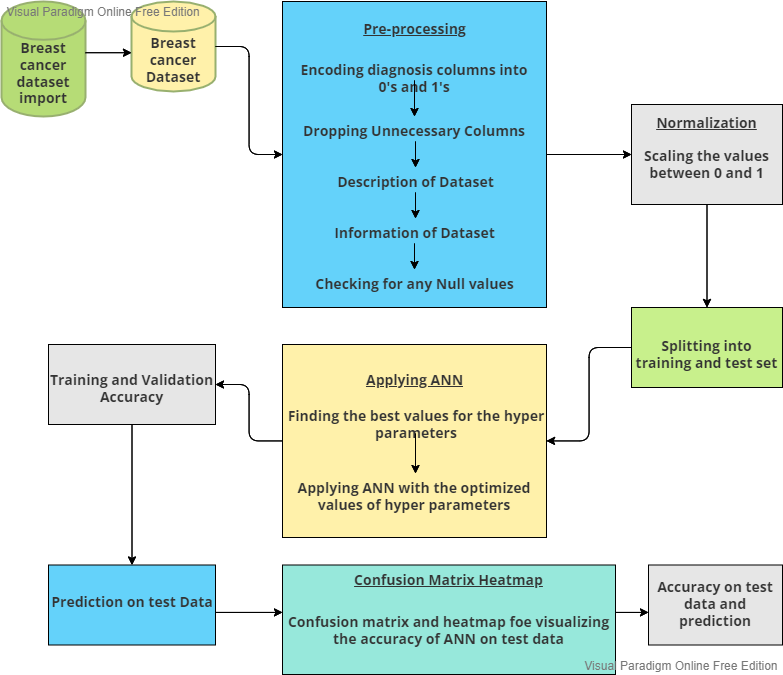 Visual Paradigm Online Free Edition
Breast
cancer
dataset
import
Breast
cancer
Dataset
Pre-processing
Encoding diagnosis columns into
0's and 1's
Dropping Unnecessary Columns
Description of Dataset
Information of Dataset
Checking for any Null values
Normalization
Scaling the values
between 0 and 1
Splitting into
training and test set
Applying ANN
Finding the best values for the hyper
parameters
Applying ANN with the optimized
values of hyper parameters
Training and Validation
Accuracy
Prediction on test Data
Confusion Matrix Heatmap
Confusion matrix and heatmap foe visualizing
the accuracy of ANN on test data
Accuracy on test
data and
prediction
Visual Paradigm Online Free Edition